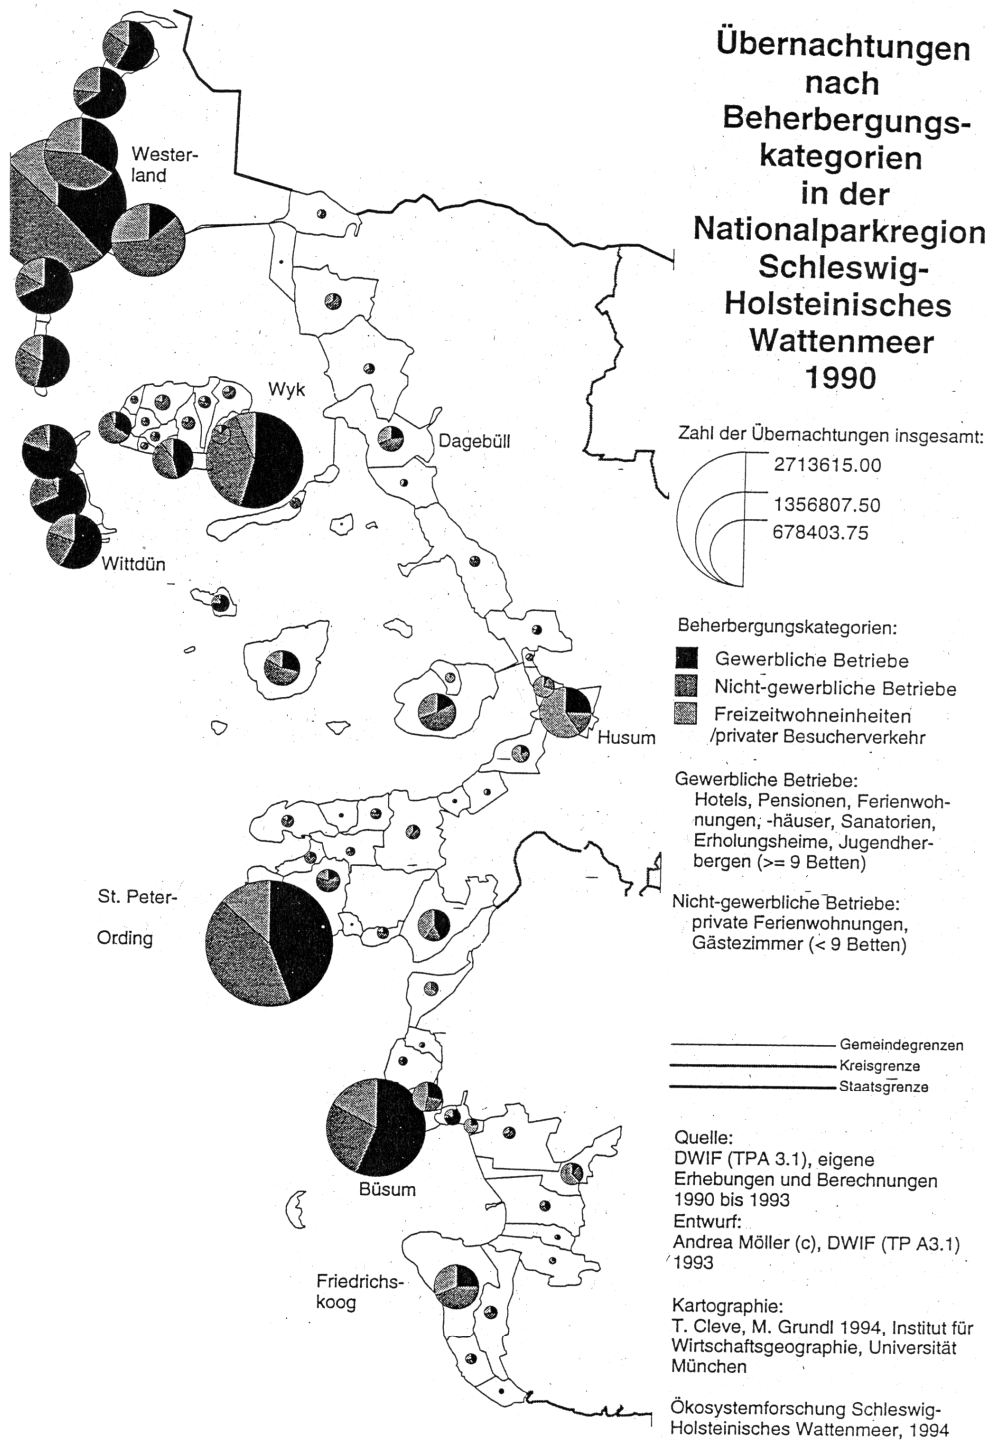 Übernachtungen
nach
Beherbergungs-
kategorien
in der
Nationalparkregion
Schleswig-
Holsteinisches
Wattenmeer
1990
Wester-
land
Wyk
Dagebüll
Wittdün
Husum
St. Peter-
Ording
Büsum
Friedrichs-
koog
Zahl der Übernachtungen insgesamt:
2713615.00
1356807.50
678403.75
Beherbergungskategorien:
Gewerbliche Betriebe
Nicht-gewerbliche Betriebe
Freizeitwohneinheiten
/privater Besucherverkehr
Gewerbliche Betriebe:
Hotels, Pensionen, Ferienwoh-
nungen, -häuser, Sanatorien,
Erholungsheime, Jugendher-
bergen (>= 9 Betten)
Nicht-gewerbliche Betriebe:
private Ferienwohnungen,
Gästezimmer (< 9 Betten)
Gemeindegrenzen
Kreisgrenze
Staatsgrenze
Quelle:
DWIF (TPA 3.1), eigene
Erhebungen und Berechnungen
1990 bis 1993
Entwurf:
Andrea Möller (c), DWIF (TP A3.1)
1993
Kartographie:
T. Cleve, M. Grundl 1994, Institut für
Wirtschaftsgeographie, Universität
München
Ökosystemforschung Schleswig-
Holsteinisches Wattenmeer, 1994